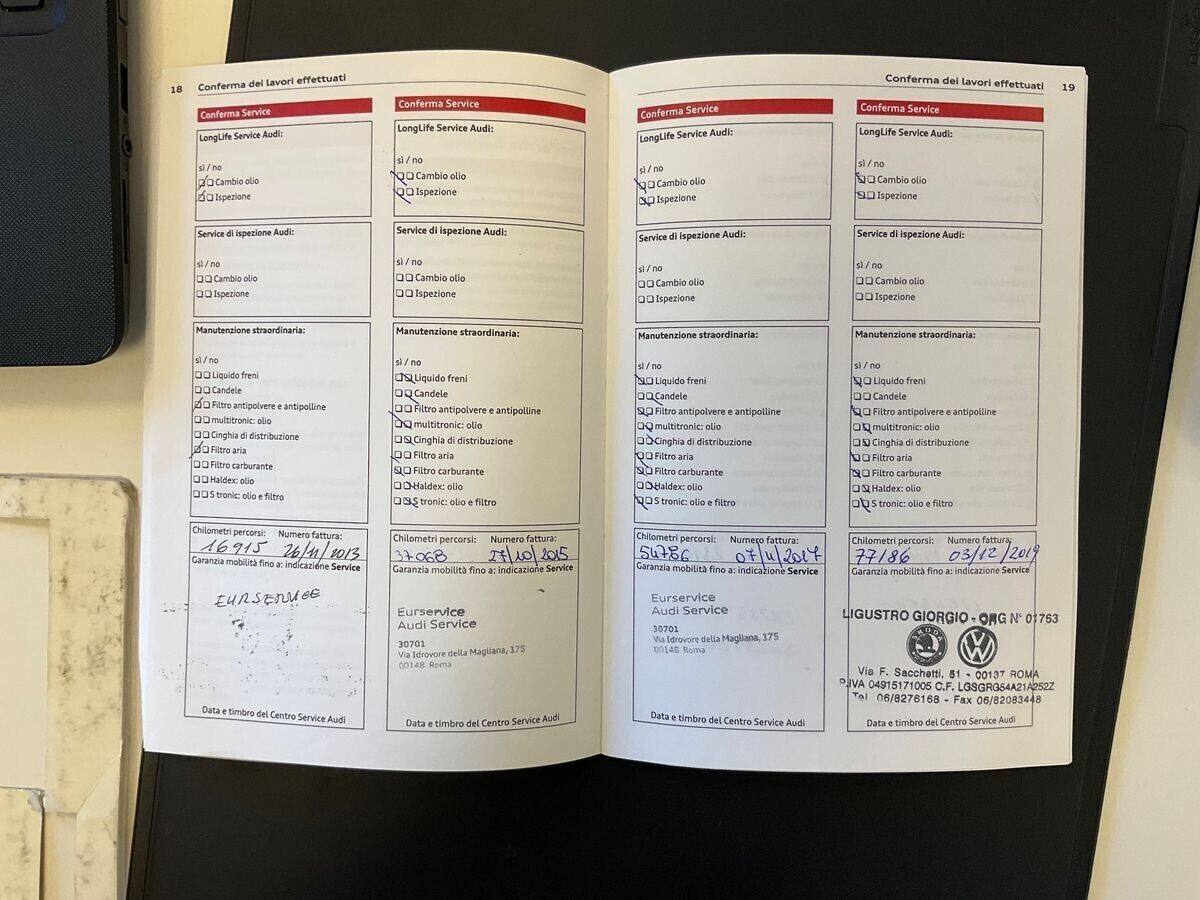 18 Conferma dei lavori effettuati
Conferma Service
LongLife Service Audi:
sì / no
Cambio olio
Ispezione
Service di ispezione Audi:
sì / no
Cambio olio
Ispezione
Manutenzione straordinaria:
sì / no
Liquido freni
Candele
Filtro antipolvere e antipolline
multitronic: olio
Cinghia di distribuzione
Filtro aria
Filtro carburante
Haldex: olio
S tronic: olio e filtro
Chilometri percorsi: Numero fattura:
16915 26/11/2013
Garanzia mobilità fino a: indicazione Service
EURSERVICE
Data e timbro del Centro Service Audi
Conferma Service
LongLife Service Audi:
sì / no
Cambio olio
Ispezione
Service di ispezione Audi:
sì / no
Cambio olio
Ispezione
Manutenzione straordinaria:
sì / no
Liquido freni
Candele
Filtro antipolvere e antipolline
multitronic: olio
Cinghia di distribuzione
Filtro aria
Filtro carburante
Haldex: olio
S tronic: olio e filtro
Chilometri percorsi: Numero fattura:
37068 27/10/2015
Garanzia mobilità fino a: indicazione Service
Eurservice
Audi Service
30701
Via Idrovore della Magliana, 175
00148 Roma
Data e timbro del Centro Service Audi
Conferma dei lavori effettuati 19
Conferma Service
LongLife Service Audi:
sì / no
Cambio olio
Ispezione
Service di ispezione Audi:
sì / no
Cambio olio
Ispezione
Manutenzione straordinaria:
sì / no
Liquido freni
Candele
Filtro antipolvere e antipolline
multitronic: olio
Cinghia di distribuzione
Filtro aria
Filtro carburante
Haldex: olio
S tronic: olio e filtro
Chilometri percorsi: Numero fattura:
54786 07/11/2017
Garanzia mobilità fino a: indicazione Service
Eurservice
Audi Service
30701
Via Idrovore della Magliana, 175
00148 Roma
Data e timbro del Centro Service Audi
Conferma Service
LongLife Service Audi:
sì / no
Cambio olio
Ispezione
Service di ispezione Audi:
sì / no
Cambio olio
Ispezione
Manutenzione straordinaria:
sì / no
Liquido freni
Candele
Filtro antipolvere e antipolline
multitronic: olio
Cinghia di distribuzione
Filtro aria
Filtro carburante
Haldex: olio
S tronic: olio e filtro
Chilometri percorsi: Numero fattura:
77186 03/12/2019
Garanzia mobilità fino a: indicazione Service
LIGUSTRO GIORGIO - ORG N° 01763
SKODA
Via F. Sacchetti, 51 - 00137 ROMA
P.IVA 04915171005 C.F. LGSGRG54A21A252Z
Tel. 06/8276168 - Fax 06/82083448
Data e timbro del Centro Service Audi